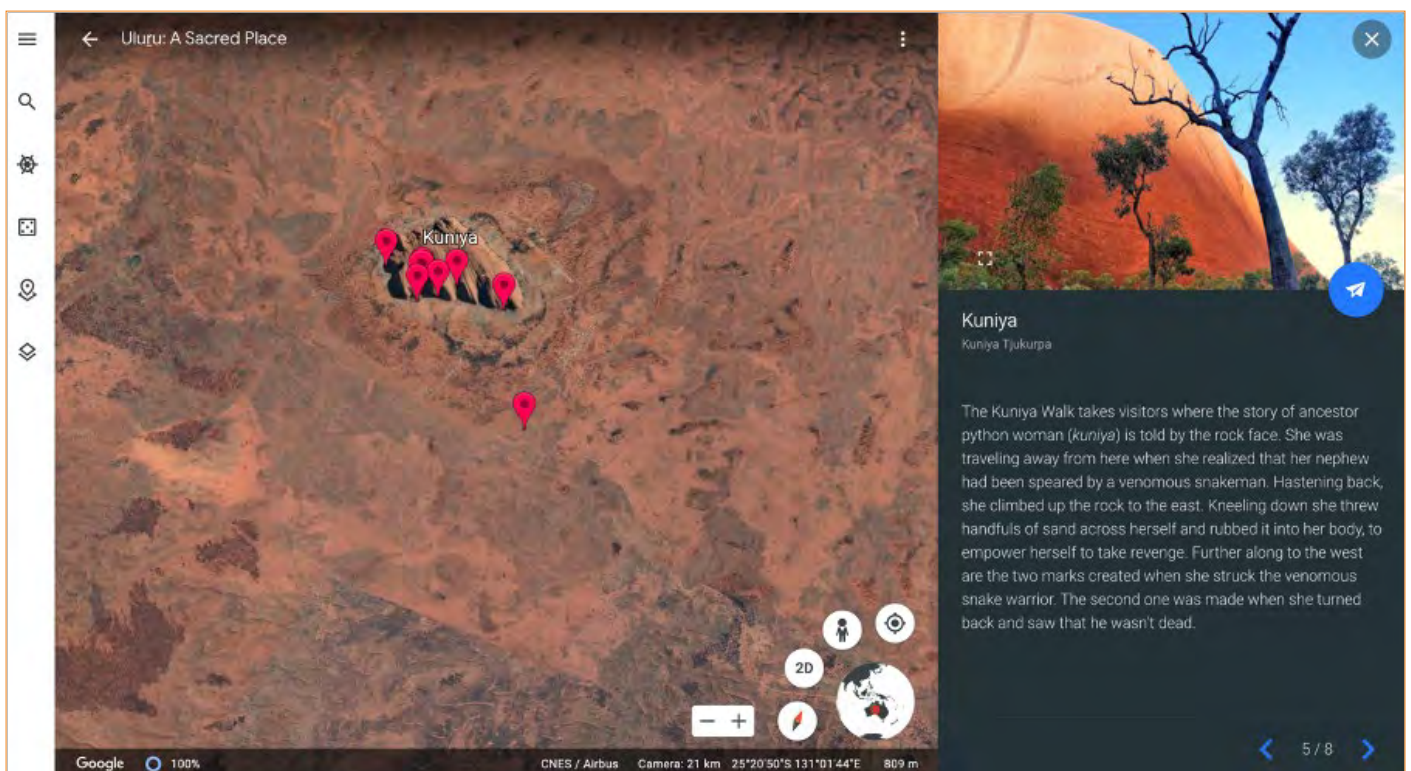 Uluṟu: A Sacred Place
Kuniya
Kuniya
Kuniya Tjukurpa
The Kuniya Walk takes visitors where the story of ancestor
python woman (kuniya) is told by the rock face. She was
traveling away from here when she realized that her nephew
had been speared by a venomous snakeman. Hastening back,
she climbed up the rock to the east. Kneeling down she threw
handfuls of sand across herself and rubbed it into her body, to
empower herself to take revenge. Further along to the west
are the two marks created when she struck the venomous
snake warrior. The second one was made when she turned
back and saw that he wasn't dead.
2D
5 / 8
Google 100% CNES / Airbus Camera: 21 km 25°20'50"S 131°01'44"E 809 m